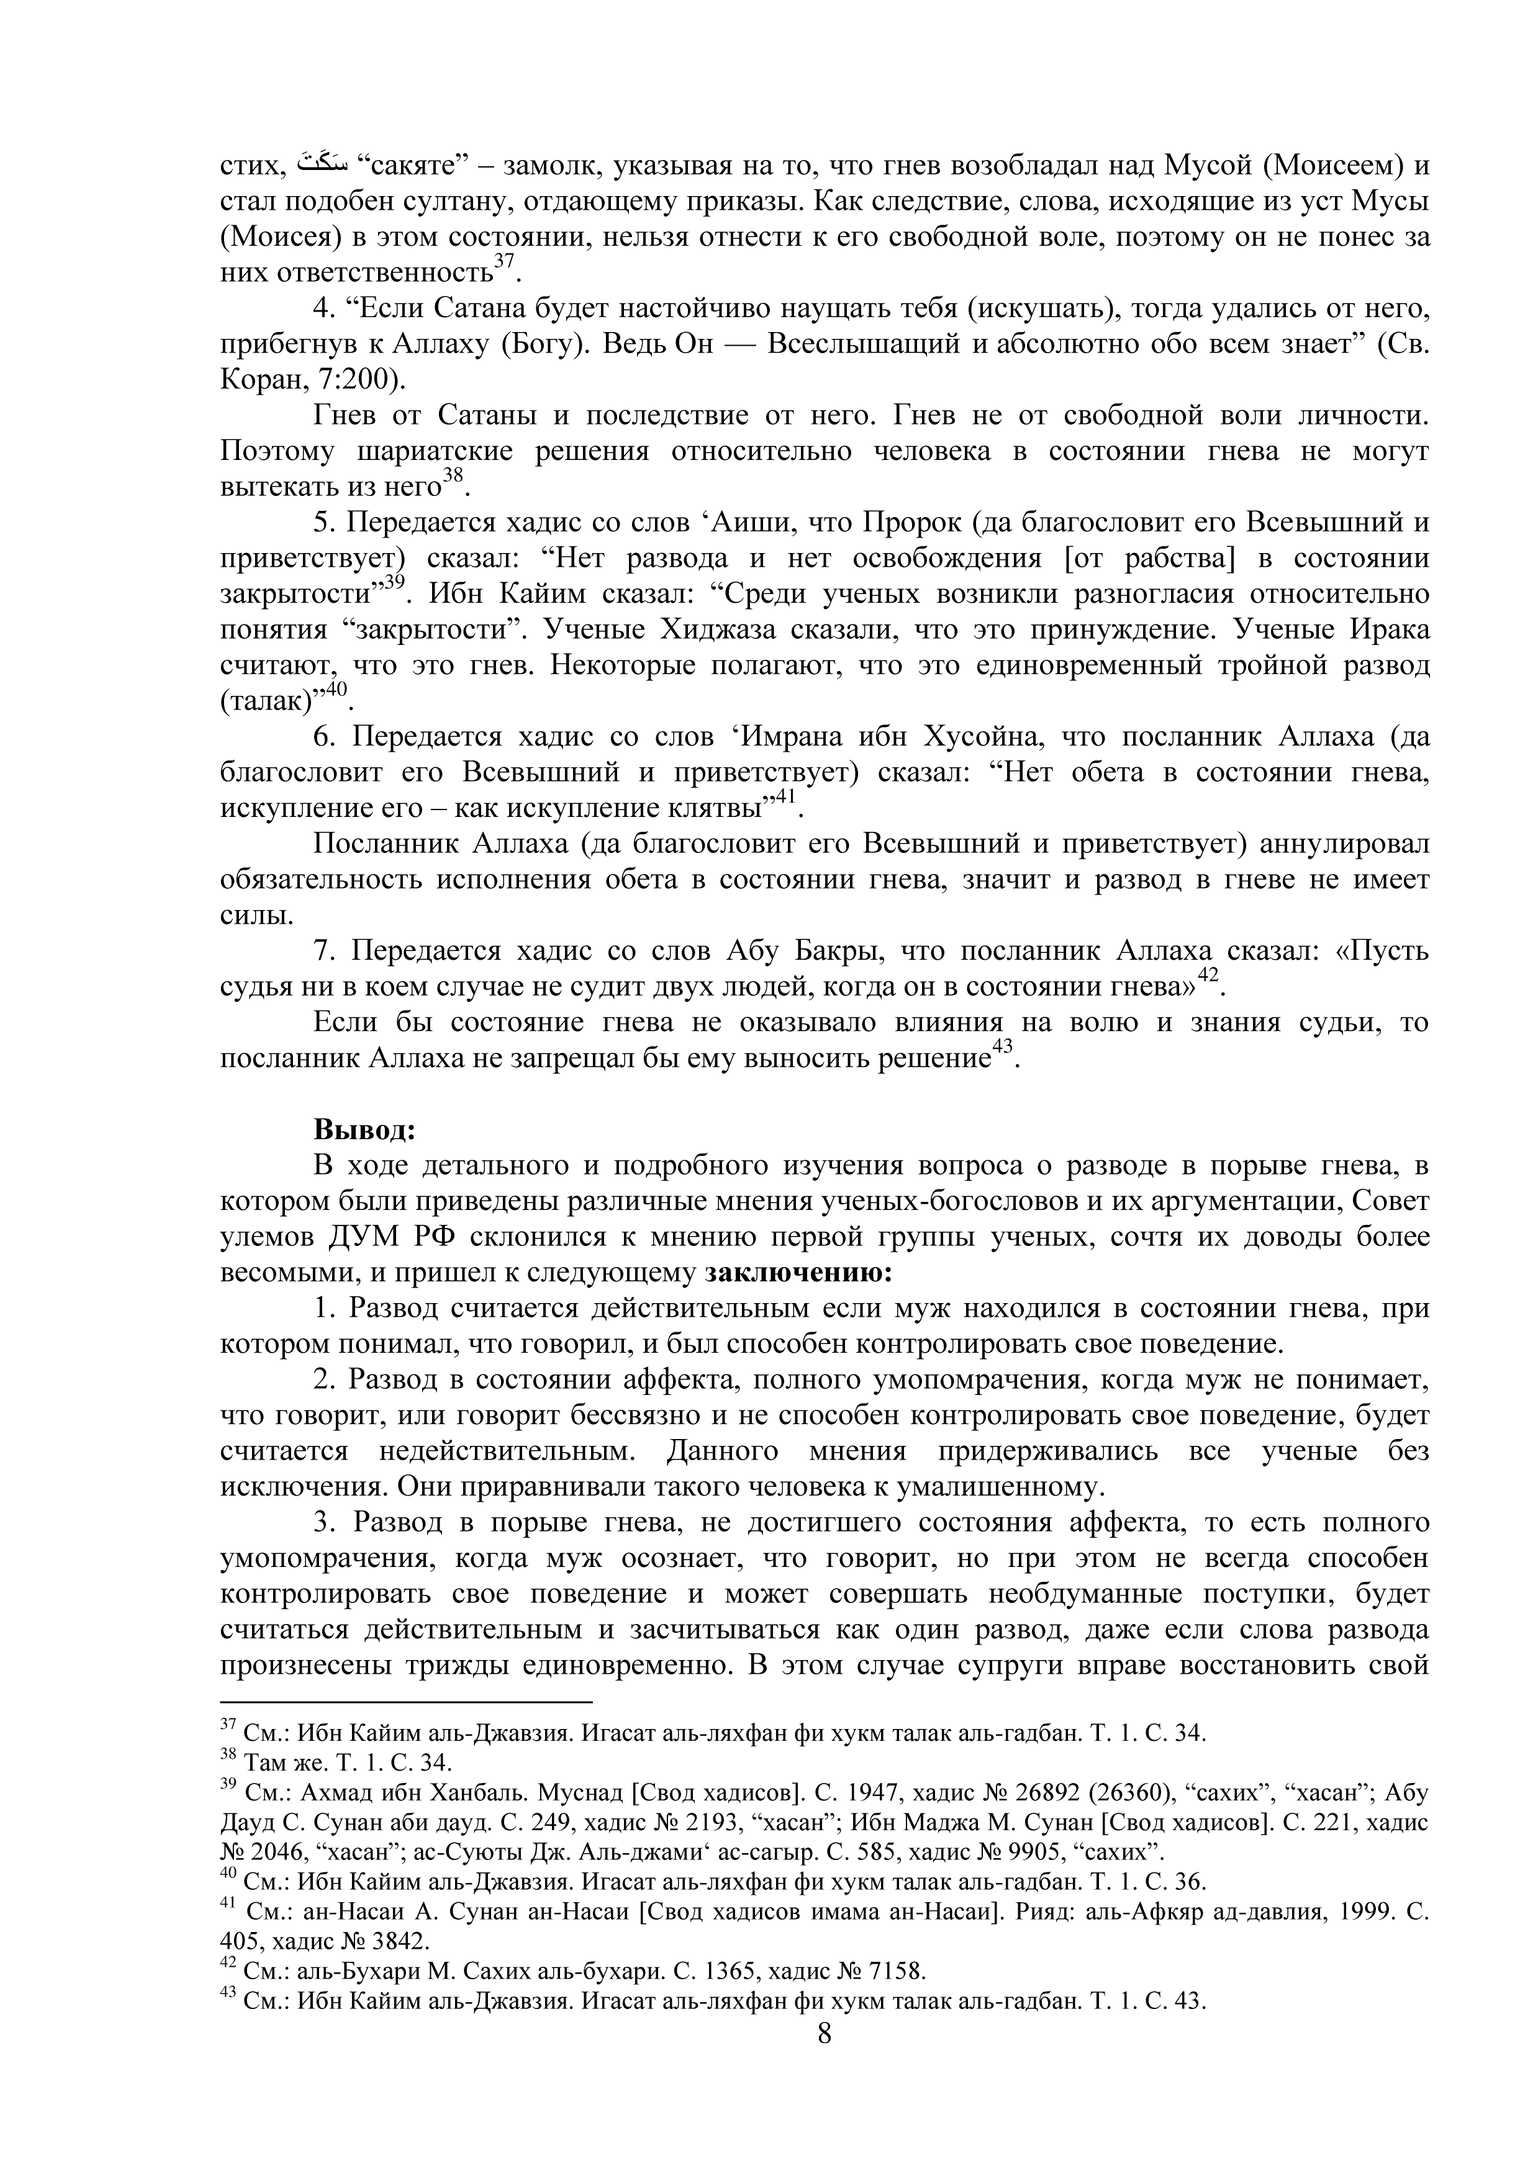 стих, سَكَتَ “сакяте” – замолк, указывая на то, что гнев возобладал над Мусой (Моисеем) и
стал подобен султану, отдающему приказы. Как следствие, слова, исходящие из уст Мусы
(Моисея) в этом состоянии, нельзя отнести к его свободной воле, поэтому он не понес за
них ответственность37.
4. “Если Сатана будет настойчиво наущать тебя (искушать), тогда удались от него,
прибегнув к Аллаху (Богу). Ведь Он — Всеслышащий и абсолютно обо всем знает” (Св.
Коран, 7:200).
Гнев от Сатаны и последствие от него. Гнев не от свободной воли личности.
Поэтому шариатские решения относительно человека в состоянии гнева не могут
вытекать из него38.
5. Передается хадис со слов ‘Аиши, что Пророк (да благословит его Всевышний и
приветствует) сказал: “Нет развода и нет освобождения [от рабства] в состоянии
закрытости”39. Ибн Кайим сказал: “Среди ученых возникли разногласия относительно
понятия “закрытости”. Ученые Хиджаза сказали, что это принуждение. Ученые Ирака
считают, что это гнев. Некоторые полагают, что это единовременный тройной развод
(талак)”40.
6. Передается хадис со слов ‘Имрана ибн Хусойна, что посланник Аллаха (да
благословит его Всевышний и приветствует) сказал: “Нет обета в состоянии гнева,
искупление его – как искупление клятвы”41.
Посланник Аллаха (да благословит его Всевышний и приветствует) аннулировал
обязательность исполнения обета в состоянии гнева, значит и развод в гневе не имеет
силы.
7. Передается хадис со слов Абу Бакры, что посланник Аллаха сказал: «Пусть
судья ни в коем случае не судит двух людей, когда он в состоянии гнева»42.
Если бы состояние гнева не оказывало влияния на волю и знания судьи, то
посланник Аллаха не запрещал бы ему выносить решение43.
Вывод:
В ходе детального и подробного изучения вопроса о разводе в порыве гнева, в
котором были приведены различные мнения ученых-богословов и их аргументации, Совет
улемов ДУМ РФ склонился к мнению первой группы ученых, сочтя их доводы более
весомыми, и пришел к следующему заключению:
1. Развод считается действительным если муж находился в состоянии гнева, при
котором понимал, что говорил, и был способен контролировать свое поведение.
2. Развод в состоянии аффекта, полного умопомрачения, когда муж не понимает,
что говорит, или говорит бессвязно и не способен контролировать свое поведение, будет
считается недействительным. Данного мнения придерживались все ученые без
исключения. Они приравнивали такого человека к умалишенному.
3. Развод в порыве гнева, не достигшего состояния аффекта, то есть полного
умопомрачения, когда муж осознает, что говорит, но при этом не всегда способен
контролировать свое поведение и может совершать необдуманные поступки, будет
считаться действительным и засчитываться как один развод, даже если слова развода
произнесены трижды единовременно. В этом случае супруги вправе восстановить свой
37 См.: Ибн Кайим аль-Джавзия. Игасат аль-ляхфан фи хукм талак аль-гадбан. Т. 1. С. 34.
38 Там же. Т. 1. С. 34.
39 См.: Ахмад ибн Ханбаль. Муснад [Свод хадисов]. С. 1947, хадис № 26892 (26360), “сахих”, “хасан”; Абу
Дауд С. Сунан аби дауд. С. 249, хадис № 2193, “хасан”; Ибн Маджа М. Сунан [Свод хадисов]. С. 221, хадис
№ 2046, “хасан”; ас-Суюты Дж. Аль-джами‘ ас-сагыр. С. 585, хадис № 9905, “сахих”.
40 См.: Ибн Кайим аль-Джавзия. Игасат аль-ляхфан фи хукм талак аль-гадбан. Т. 1. С. 36.
41 См.: ан-Насаи А. Сунан ан-Насаи [Свод хадисов имама ан-Насаи]. Рияд: аль-Афкяр ад-давлия, 1999. С.
405, хадис № 3842.
42 См.: аль-Бухари М. Сахих аль-бухари. С. 1365, хадис № 7158.
43 См.: Ибн Кайим аль-Джавзия. Игасат аль-ляхфан фи хукм талак аль-гадбан. Т. 1. С. 43.
8